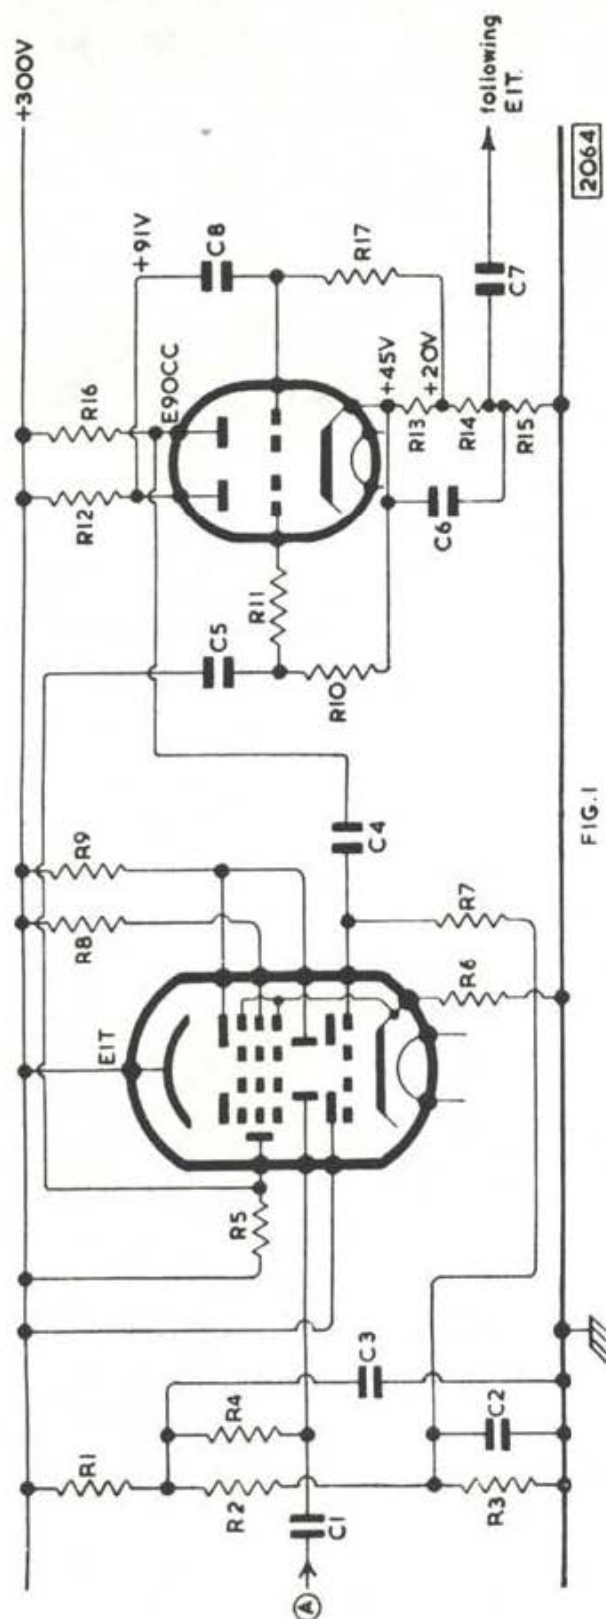 +300V
R1
R5
E1T
R8
R9
R12
R16
+91V
C5
E90CC
C8
R4
C3
R11
R17
following
E1T.
R2
A
C1
C4
R10
+45V
R13
+20V
R14
C7
R3
C2
R6
R7
C6
R15
2064
FIG.1